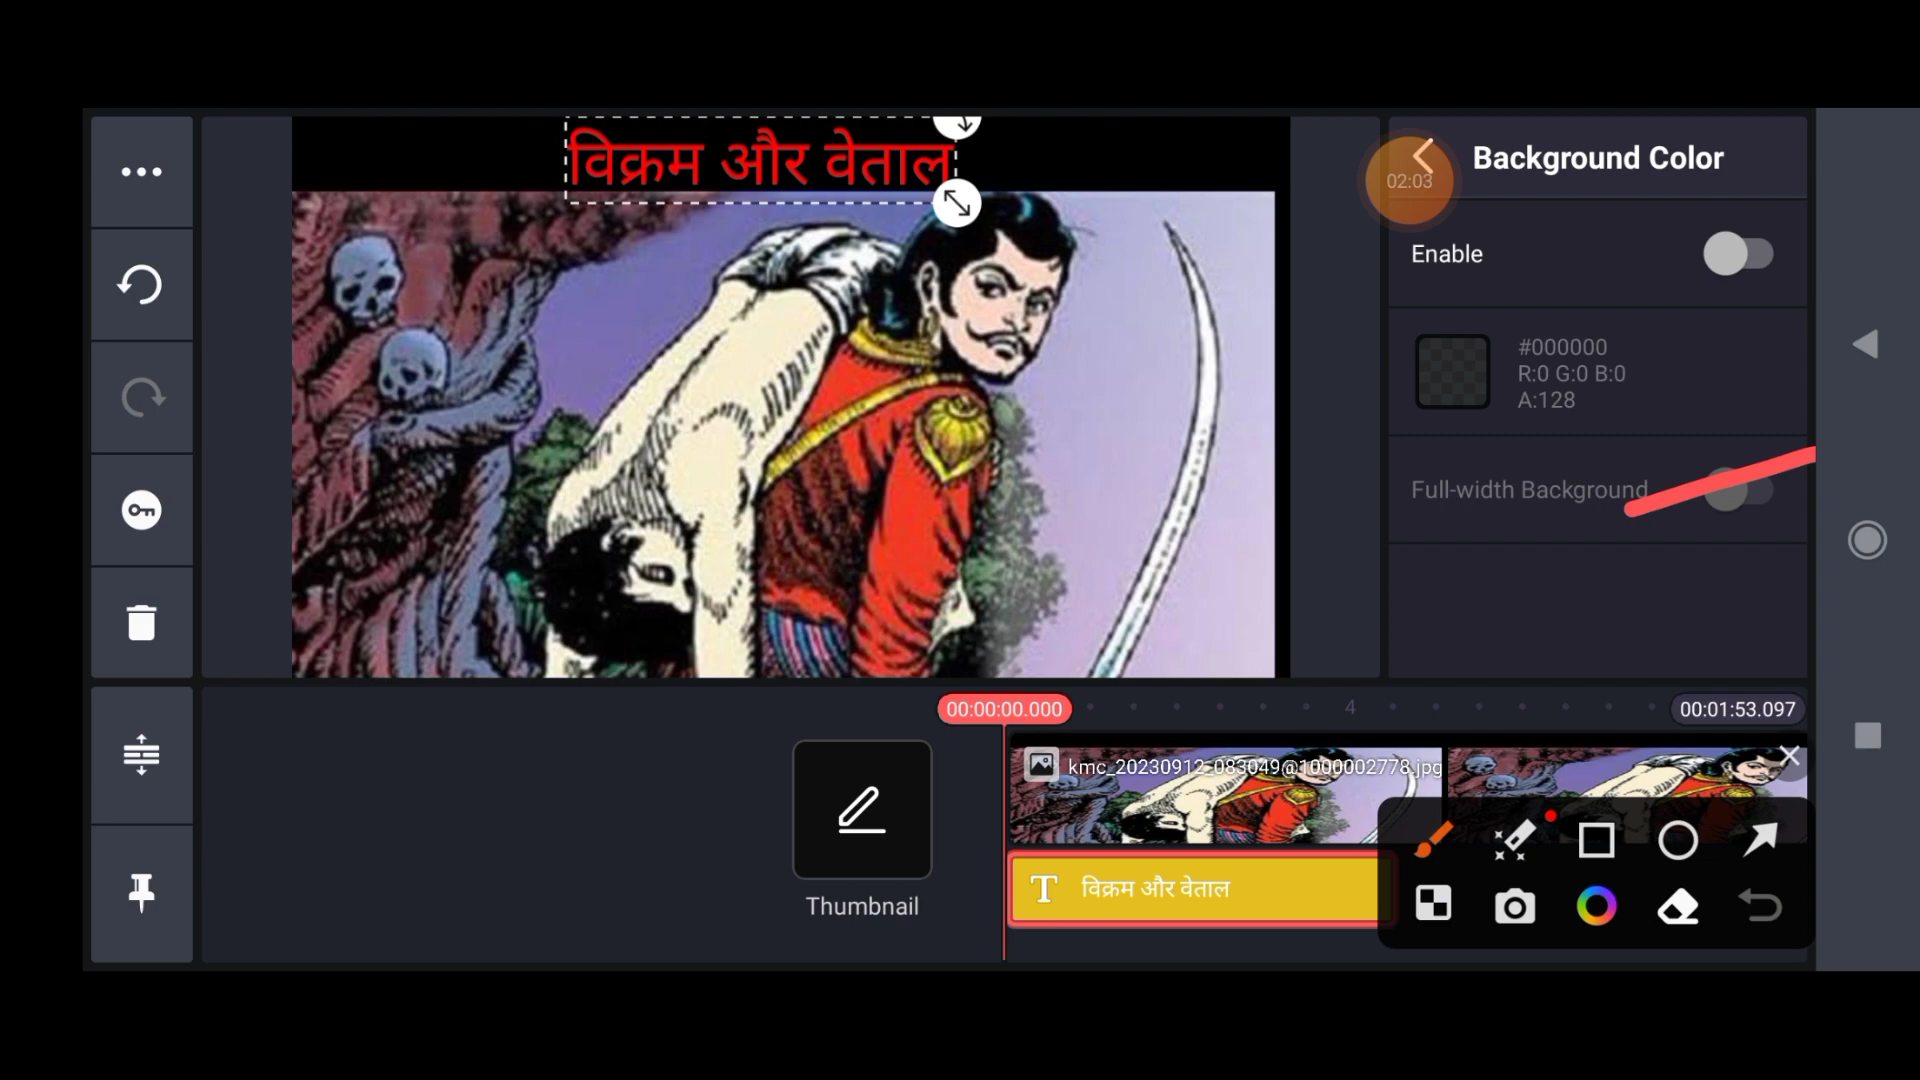 विक्रम और वेताल
02:03
Background Color
Enable
#000000
R:0 G:0 B:0
A:128
Full-width Background
00:00:00.000
4
00:01:53.097
kmc_20230912_083049@1000002778.jpg
Thumbnail
T विक्रम और वेताल